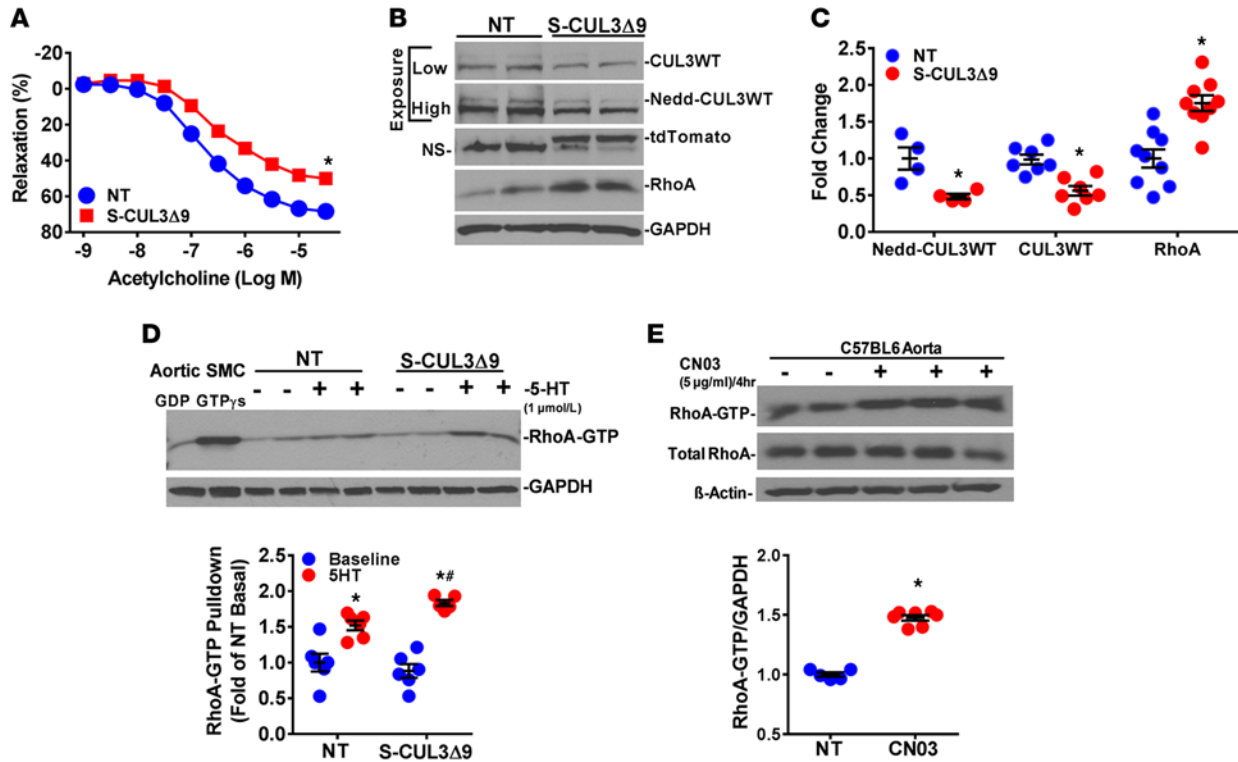 A
-20
0
20
40
60
80
Relaxation (%)
NT
S-CUL3Δ9
*
-9 -8 -7 -6 -5
Acetylcholine (Log M)
B
NT S-CUL3Δ9
Exposure
Low
High
-CUL3WT
-Nedd-CUL3WT
-tdTomato
NS-
-RhoA
-GAPDH
C
2.5
2.0
1.5
1.0
0.5
0.0
Fold Change
NT
S-CUL3Δ9
* * *
Nedd-CUL3WT CUL3WT RhoA
D
NT S-CUL3Δ9
Aortic SMC
- - + + - - + + -5-HT
(1 µmol/L)
GDP GTPγs
-RhoA-GTP
-GAPDH
2.5
2.0
1.5
1.0
0.5
0.0
RhoA-GTP Pulldown
(Fold of NT Basal)
Baseline
5HT
* *#
NT S-CUL3Δ9
E
C57BL6 Aorta
CN03
(5 µg/ml)/4hr
- - + + +
RhoA-GTP-
Total RhoA-
ß-Actin-
2.0
1.5
1.0
0.5
RhoA-GTP/GAPDH
*
NT CN03